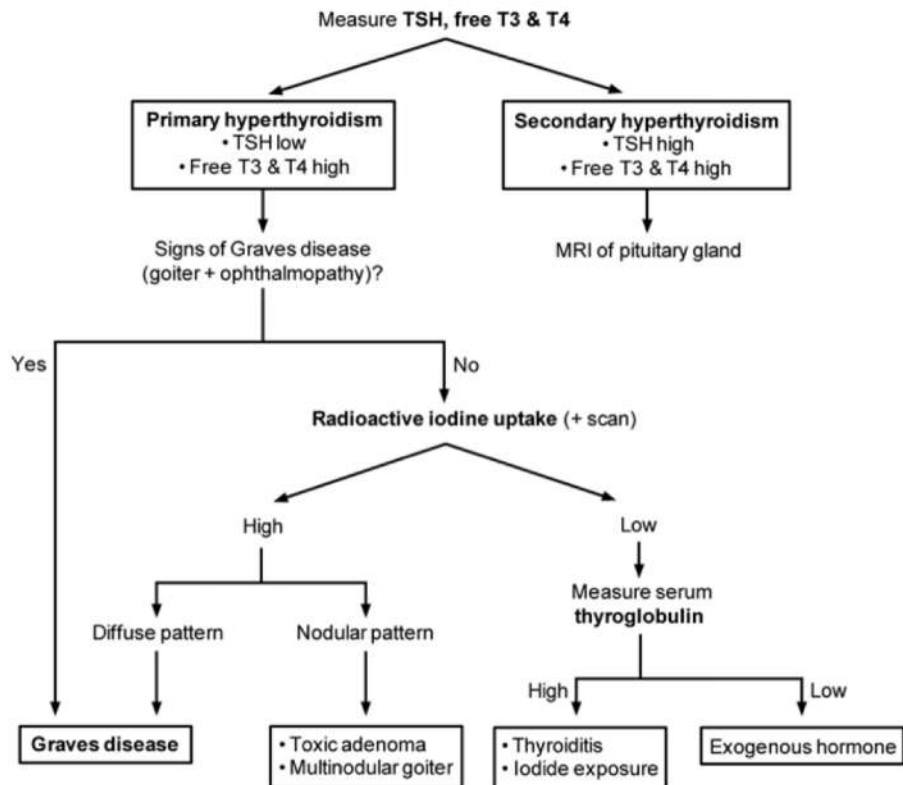 Measure TSH, free T3 & T4
Primary hyperthyroidism
• TSH low
• Free T3 & T4 high
Secondary hyperthyroidism
• TSH high
• Free T3 & T4 high
Signs of Graves disease
(goiter + ophthalmopathy)?
MRI of pituitary gland
Yes
No
Radioactive iodine uptake (+ scan)
High
Low
Diffuse pattern
Nodular pattern
Measure serum
thyroglobulin
High
Low
Graves disease
• Toxic adenoma
• Multinodular goiter
• Thyroiditis
• Iodide exposure
Exogenous hormone